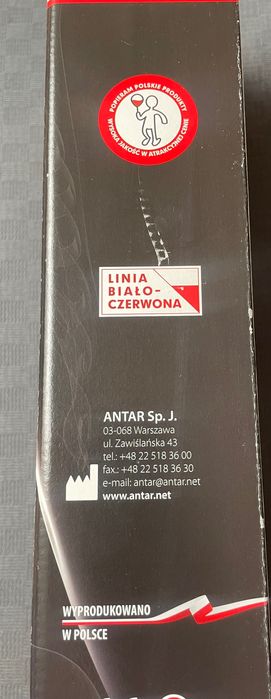 POPIERAM POLSKIE PRODUKTY
WYSOKA JAKOŚĆ W ATRAKCYJNEJ CENIE
LINIA
BIAŁO-
CZERWONA
ANTAR Sp. J.
03-068 Warszawa
ul. Zawiślańska 43
tel.: +48 22 518 36 00
fax.: +48 22 518 36 30
e-mail: antar@antar.net
www.antar.net
WYPRODUKOWANO
W POLSCE